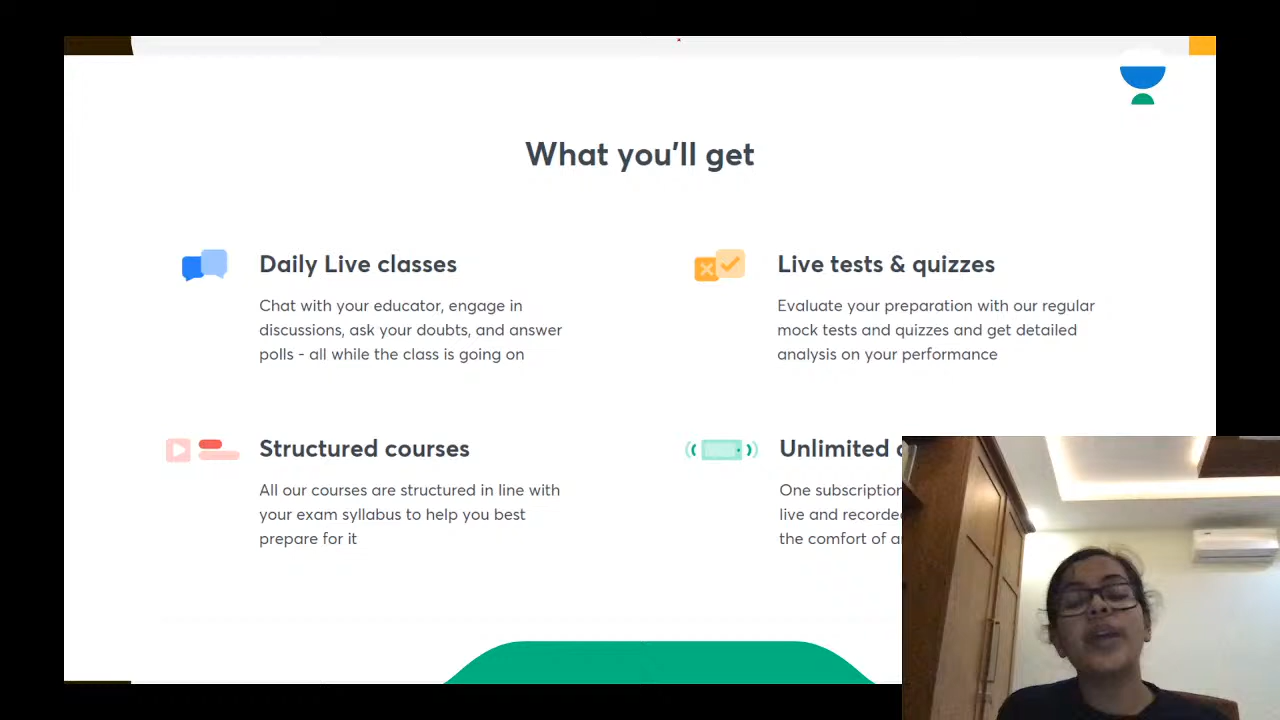 What you'll get
Daily Live classes
Chat with your educator, engage in
discussions, ask your doubts, and answer
polls - all while the class is going on
Live tests & quizzes
Evaluate your preparation with our regular
mock tests and quizzes and get detailed
analysis on your performance
Structured courses
All our courses are structured in line with
your exam syllabus to help you best
prepare for it
Unlimited
One subscription
live and recorded
the comfort of